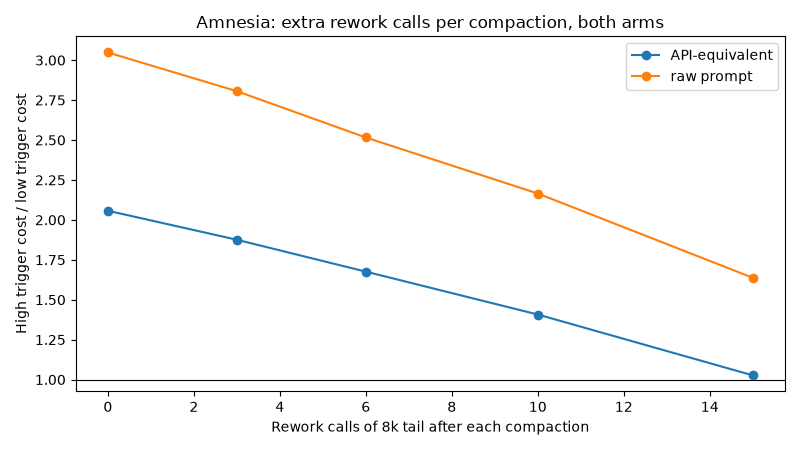 Amnesia: extra rework calls per compaction, both arms
API-equivalent
raw prompt
High trigger cost / low trigger cost
3.00
2.75
2.50
2.25
2.00
1.75
1.50
1.25
1.00
0 2 4 6 8 10 12 14
Rework calls of 8k tail after each compaction